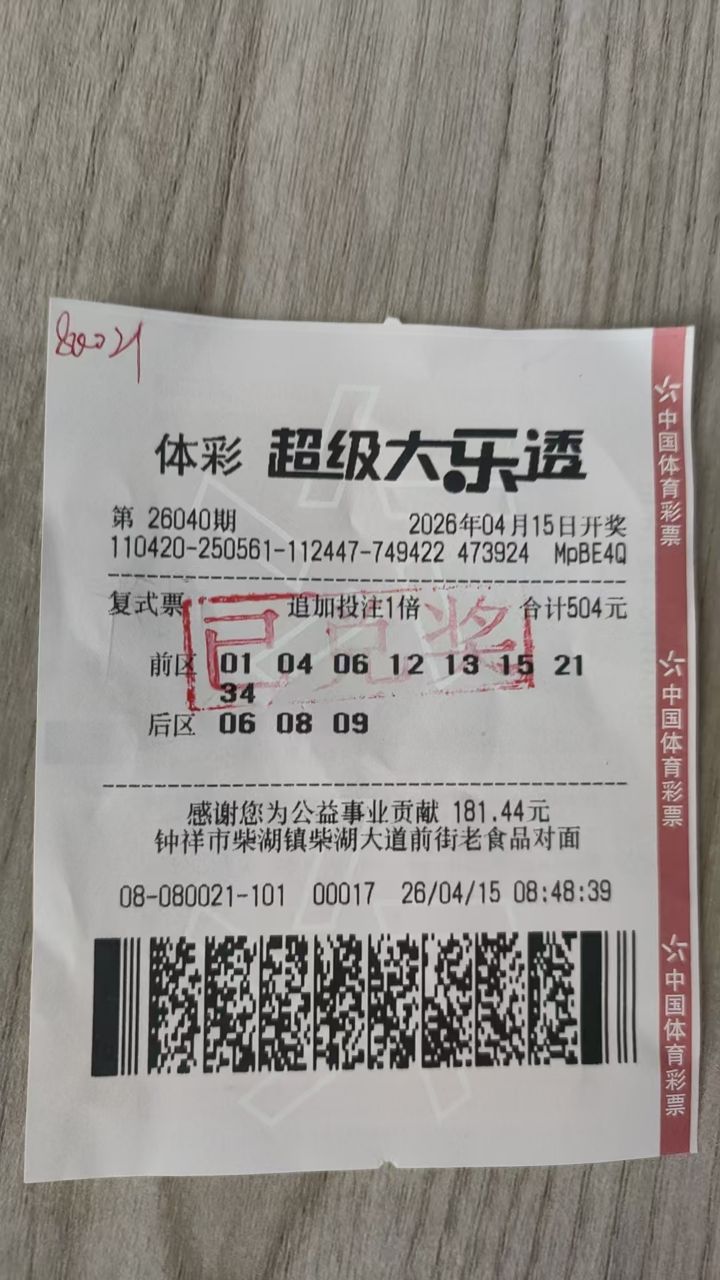 80021
体彩 超级大乐透
第 26040期 2026年04月15日开奖
110420-250561-112447-749422 473924 MpBE4Q
复式票 追加投注1倍 合计504元
已兑奖
前区 01 04 06 12 13 15 21
34
后区 06 08 09
感谢您为公益事业贡献 181.44元
钟祥市柴湖镇柴湖大道前街老食品对面
08-080021-101 00017 26/04/15 08:48:39
中国体育彩票
中国体育彩票
中国体育彩票